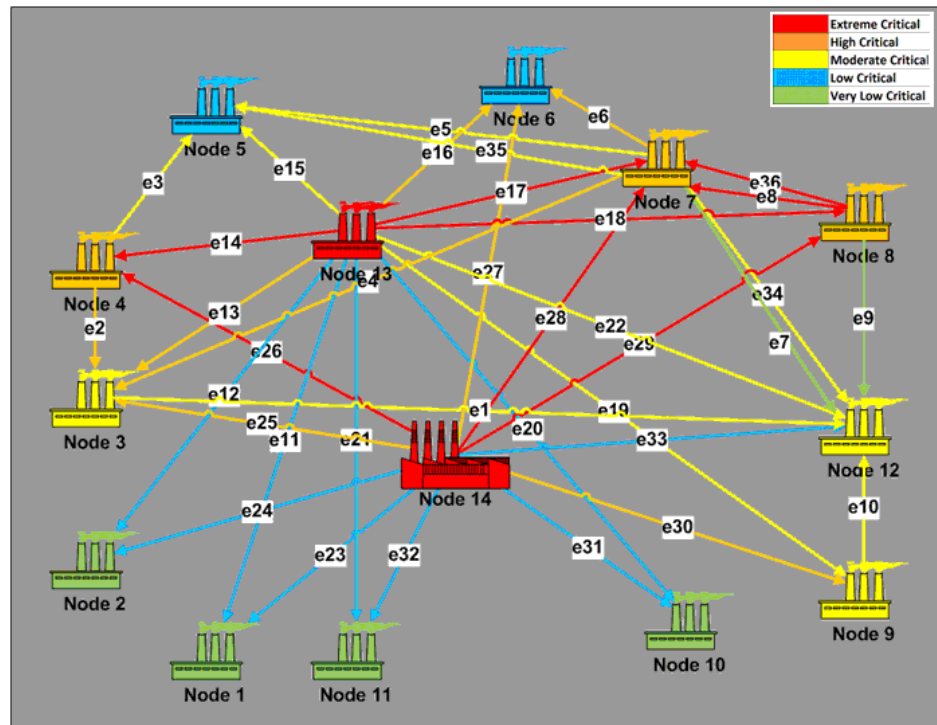 Extreme Critical
High Critical
Moderate Critical
Low Critical
Very Low Critical
Node 6
e6
Node 5
e5
e16
e35
Node 7
e3
e15
e17
e36
e8
e18
Node 13
Node 8
e14
Node 4
e4
e27
e34
e13
e28
e22
e9
e2
e7
e26
e29
e12
e1
e19
Node 3
e25
e11
e21
e20
e33
Node 12
Node 14
e24
e10
e30
e23
e32
e31
Node 2
Node 9
Node 10
Node 1
Node 11